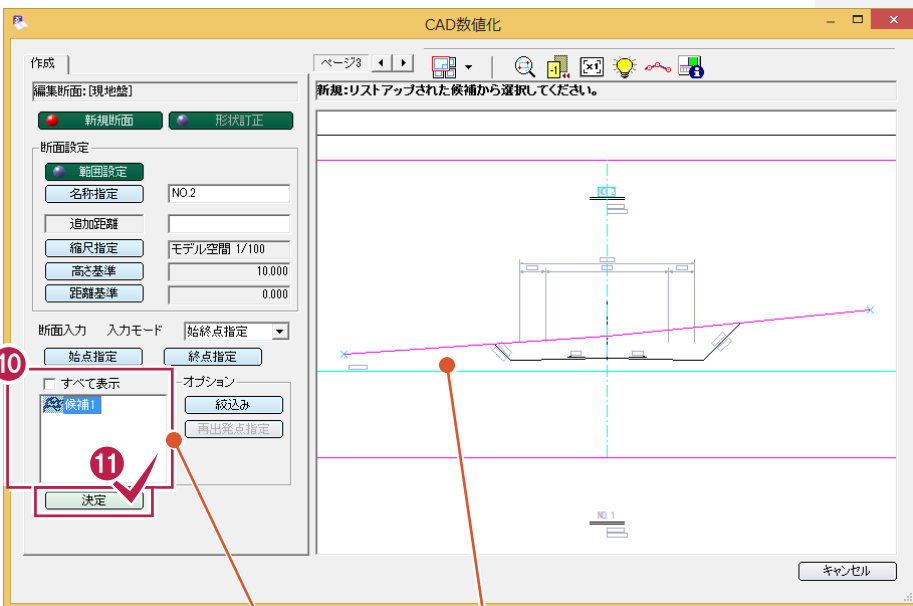 CAD数値化
作成
ページ3
編集断面:[現地盤]
新規:リストアップされた候補から選択してください。
新規断面
形状訂正
断面設定
範囲設定
名称指定
NO.2
追加距離
縮尺指定
モデル空間 1/100
高さ基準
10.000
距離基準
0.000
断面入力 入力モード 始終点指定
始点指定
終点指定
10
すべて表示
オプション
候補1
絞込み
再出発点指定
11
決定
NO.2
NO.1
キャンセル